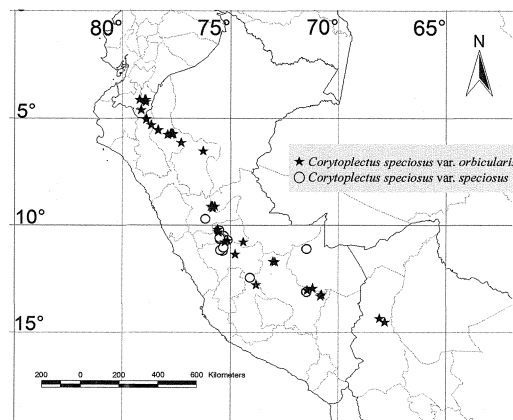 80° 75° 70° 65°
N
5°
★ Corytoplectus speciosus var. orbicularis
○ Corytoplectus speciosus var. speciosus
10°
15°
200 0 200 400 600 Kilometers